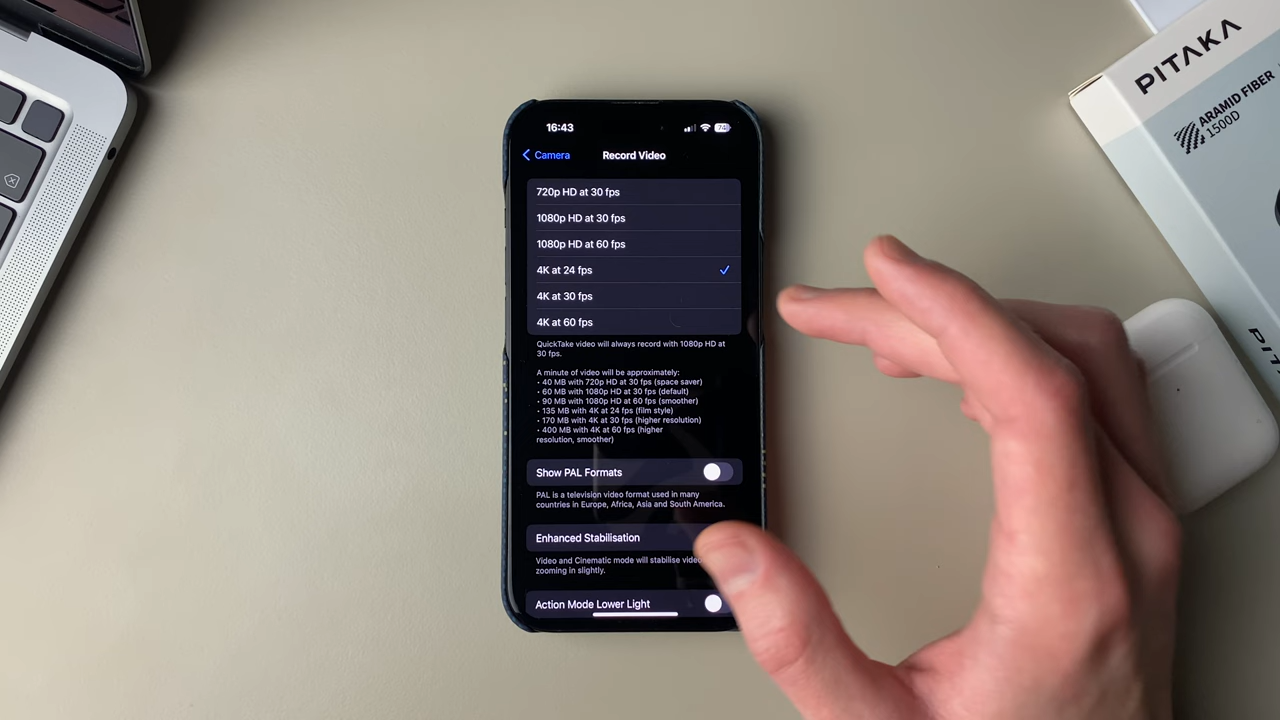 PITAKA
ARAMID FIBER
1500D
16:43
74
Camera
Record Video
720p HD at 30 fps
1080p HD at 30 fps
1080p HD at 60 fps
4K at 24 fps
4K at 30 fps
4K at 60 fps
QuickTake video will always record with 1080p HD at
30 fps.
A minute of video will be approximately:
• 40 MB with 720p HD at 30 fps (space saver)
• 60 MB with 1080p HD at 30 fps (default)
• 90 MB with 1080p HD at 60 fps (smoother)
• 135 MB with 4K at 24 fps (film style)
• 170 MB with 4K at 30 fps (higher resolution)
• 400 MB with 4K at 60 fps (higher
resolution, smoother)
Show PAL Formats
PAL is a television video format used in many
countries in Europe, Africa, Asia and South America.
Enhanced Stabilisation
Video and Cinematic mode will stabilise video
zooming in slightly.
Action Mode Lower Light